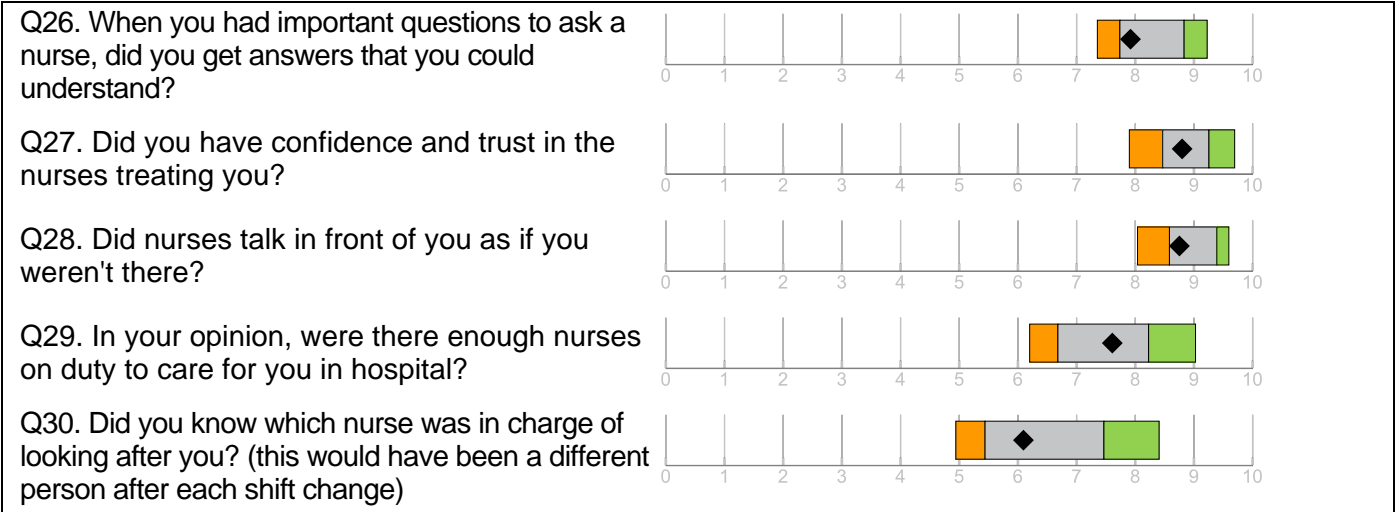 Q26. When you had important questions to ask a
nurse, did you get answers that you could
understand?
0 1 2 3 4 5 6 7 8 9 10
Q27. Did you have confidence and trust in the
nurses treating you?
0 1 2 3 4 5 6 7 8 9 10
Q28. Did nurses talk in front of you as if you
weren't there?
0 1 2 3 4 5 6 7 8 9 10
Q29. In your opinion, were there enough nurses
on duty to care for you in hospital?
0 1 2 3 4 5 6 7 8 9 10
Q30. Did you know which nurse was in charge of
looking after you? (this would have been a different
person after each shift change)
0 1 2 3 4 5 6 7 8 9 10